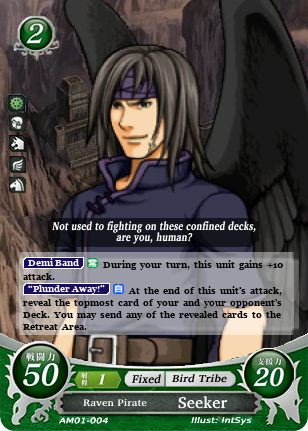 2
Not used to fighting on these confined decks,
are you, human?
Demi Band 常 During your turn, this unit gains +10
attack.
"Plunder Away!" 自 At the end of this unit's attack,
reveal the topmost card of your and your opponent's
Deck. You may send any of the revealed cards to the
Retreat Area.
戦闘力
50
射程 1
Fixed
Bird Tribe
支援力
20
Raven Pirate
Seeker
AM01-004
Illust: IntSys